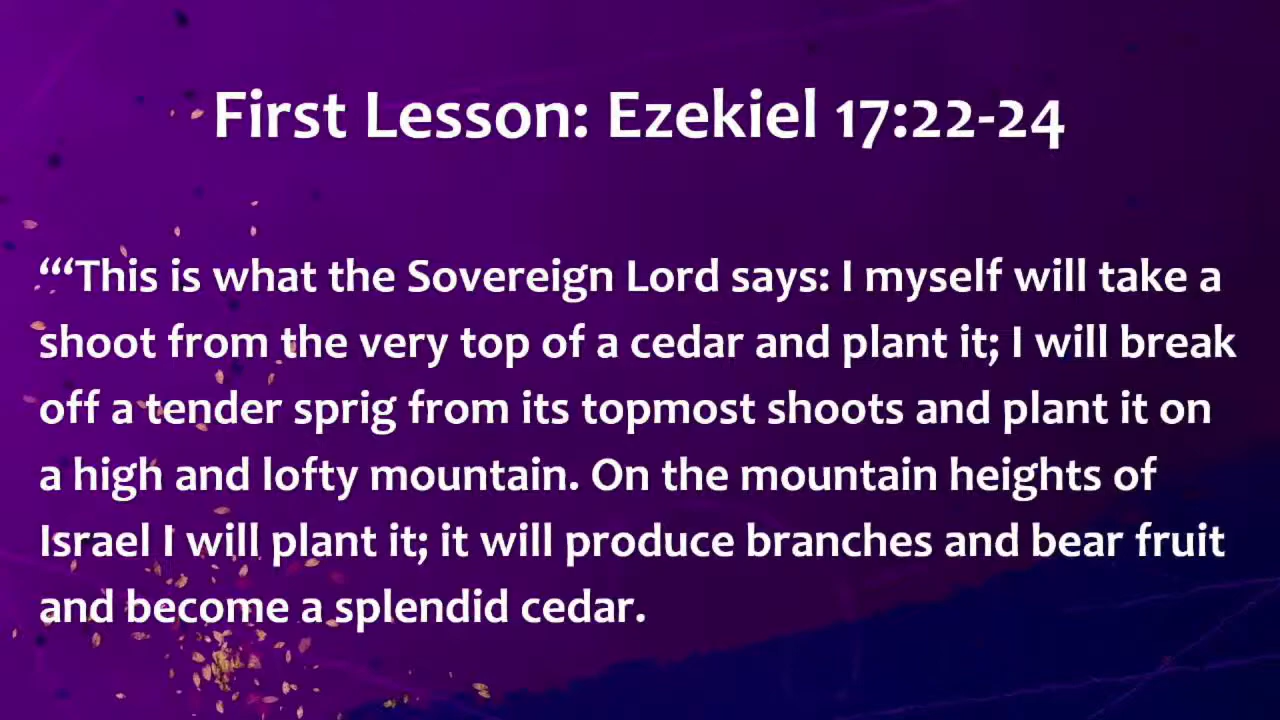 First Lesson: Ezekiel 17:22-24
“‘“This is what the Sovereign Lord says: I myself will take a
shoot from the very top of a cedar and plant it; I will break
off a tender sprig from its topmost shoots and plant it on
a high and lofty mountain. On the mountain heights of
Israel I will plant it; it will produce branches and bear fruit
and become a splendid cedar.